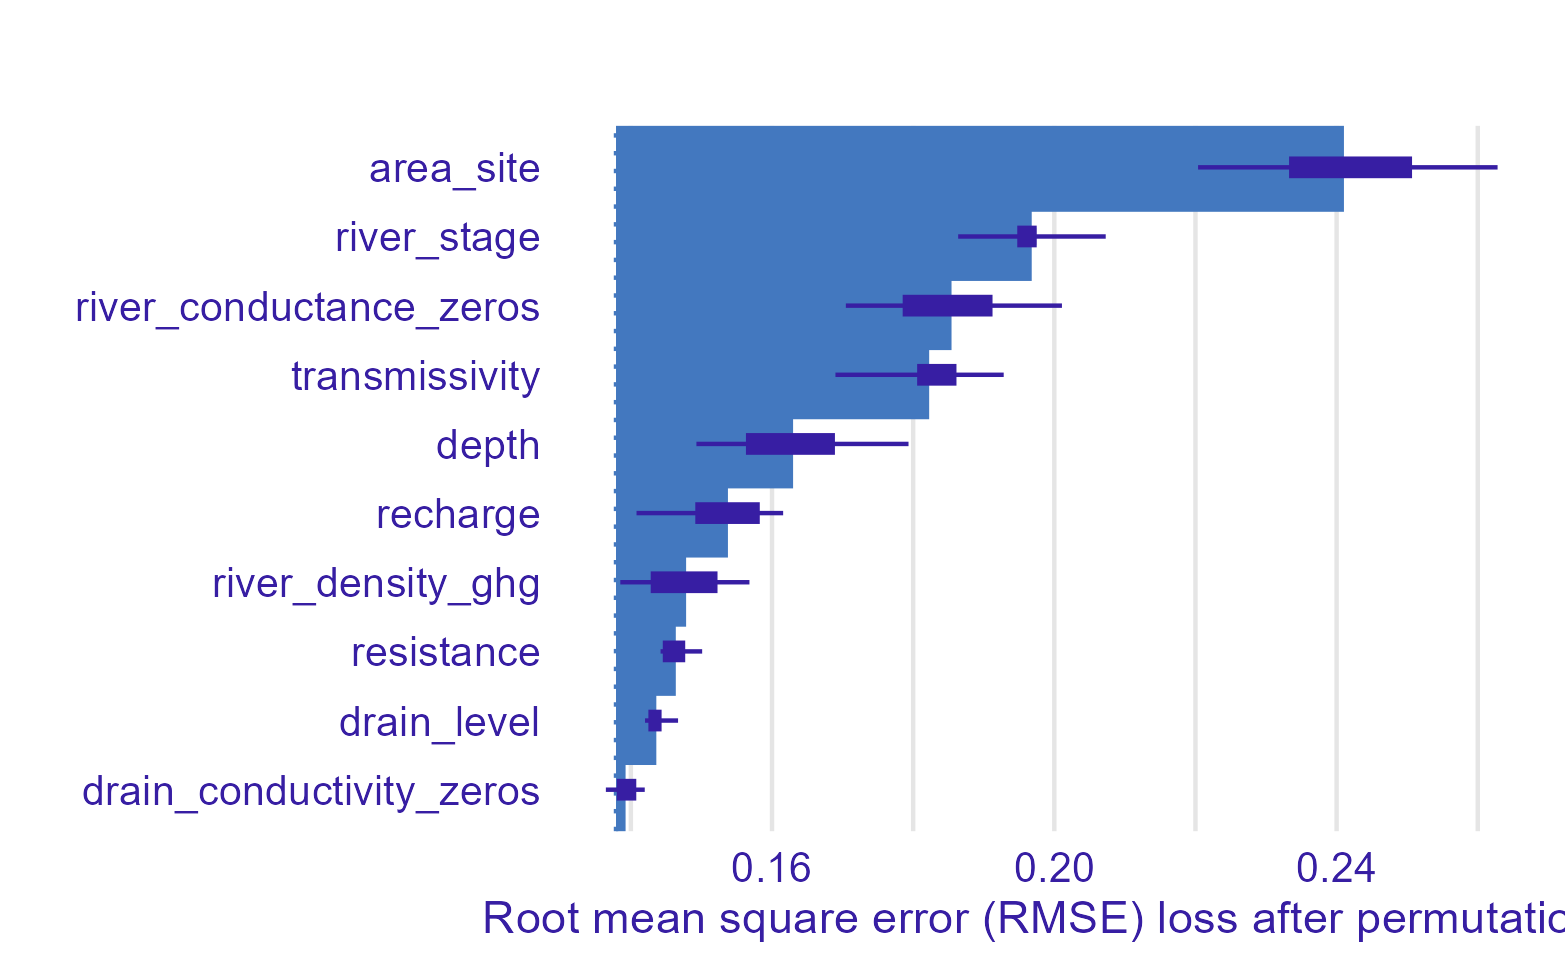 area_site
river_stage
river_conductance_zeros
transmissivity
depth
recharge
river_density_ghg
resistance
drain_level
drain_conductivity_zeros
0.16 0.20 0.24
Root mean square error (RMSE) loss after permutatio